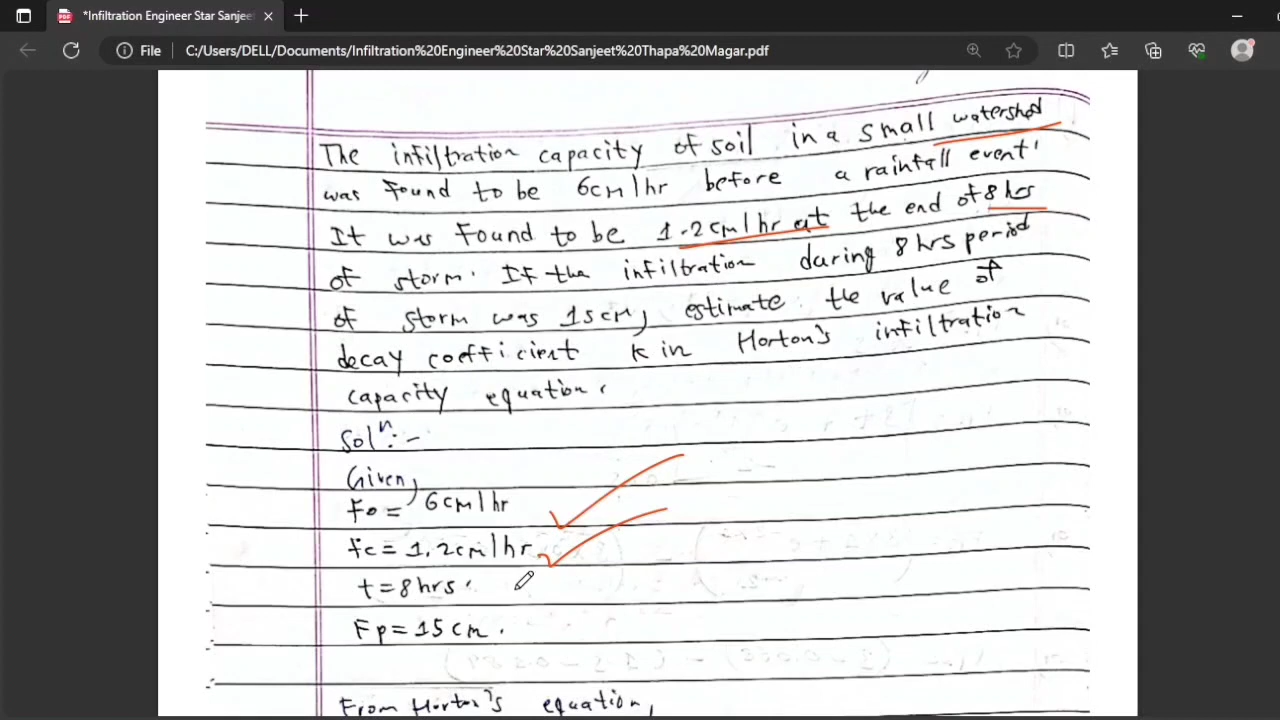 *Infiltration Engineer Star Sanjee
File
C:/Users/DELL/Documents/Infiltration%20Engineer%20Star%20Sanjeet%20Thapa%20Magar.pdf
The infiltration capacity of soil in a small watershed
was found to be 6cm/hr before a rainfall event.
It was found to be 1.2cm/hr at the end of 8hrs
of storm. If the infiltration during 8hrs period
of storm was 15cm, estimate the value of
decay coefficient K in Horton's infiltration
capacity equation.
Solⁿ:-
Given,
Fo = 6cm/hr
fc = 1.2cm/hr
t = 8hrs.
Fp = 15cm.
From Horton's equation,